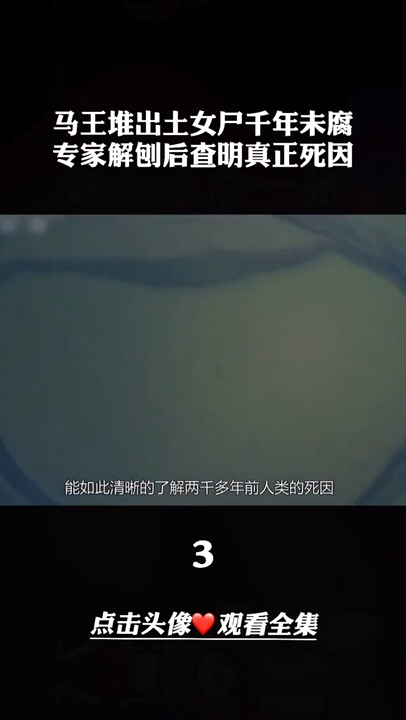 马王堆出土女尸千年未腐
专家解刨后查明真正死因
能如此清晰的了解两千多年前人类的死因
3
点击头像❤️观看全集